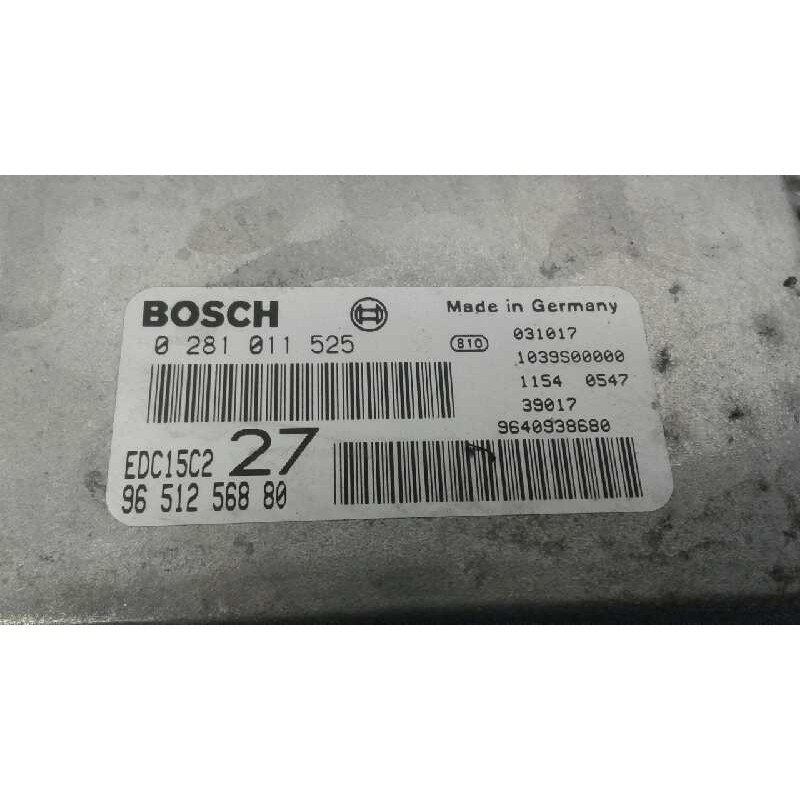 BOSCH
Made in Germany
0 281 011 525
810
031017
1039S00000
1154 0547
39017
9640938680
EDC15C2 27
96 512 568 80